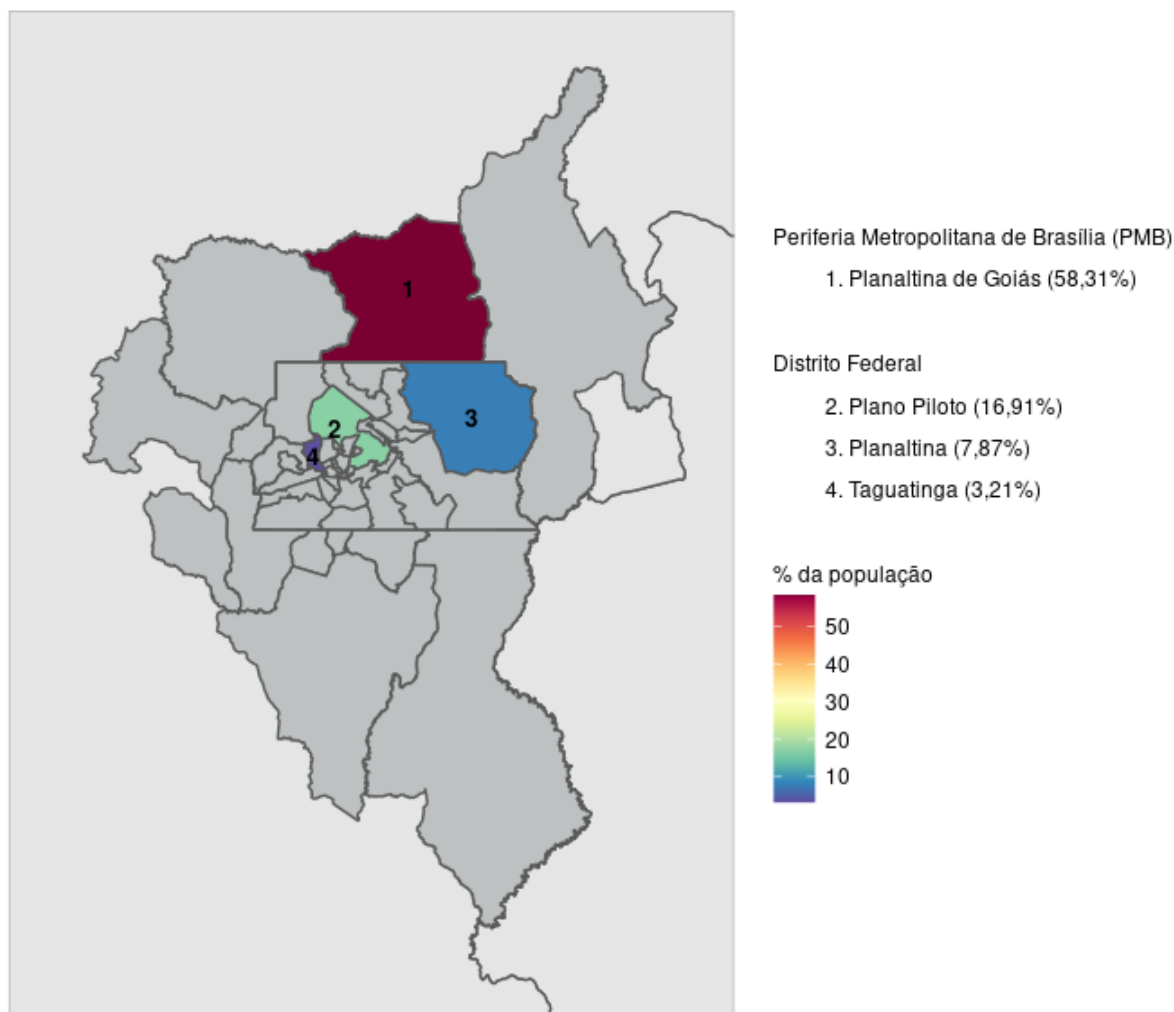 1
2
3
4
Periferia Metropolitana de Brasília (PMB)
1. Planaltina de Goiás (58,31%)
Distrito Federal
2. Plano Piloto (16,91%)
3. Planaltina (7,87%)
4. Taguatinga (3,21%)
% da população
50
40
30
20
10